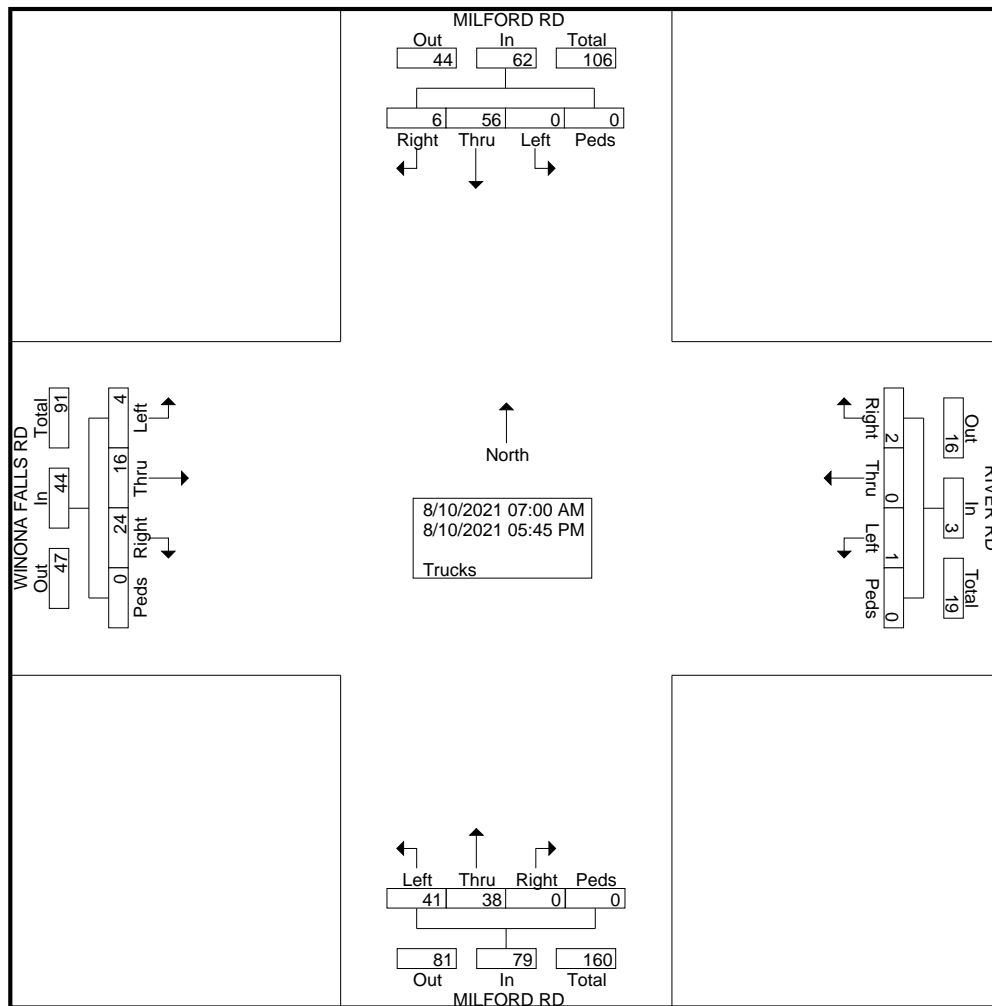 MILFORD RD
Out In Total
44 62 106
6 56 0 0
Right Thru Left Peds
WINONA FALLS RD
Total In Out
91 44 47
4 16 24 0
Left Thru Right Peds
North
8/10/2021 07:00 AM
8/10/2021 05:45 PM
Trucks
Right Thru Left Peds
2 0 1 0
Out In Total
16 3 19
RIVER RD
Left Thru Right Peds
41 38 0 0
81 79 160
Out In Total
MILFORD RD